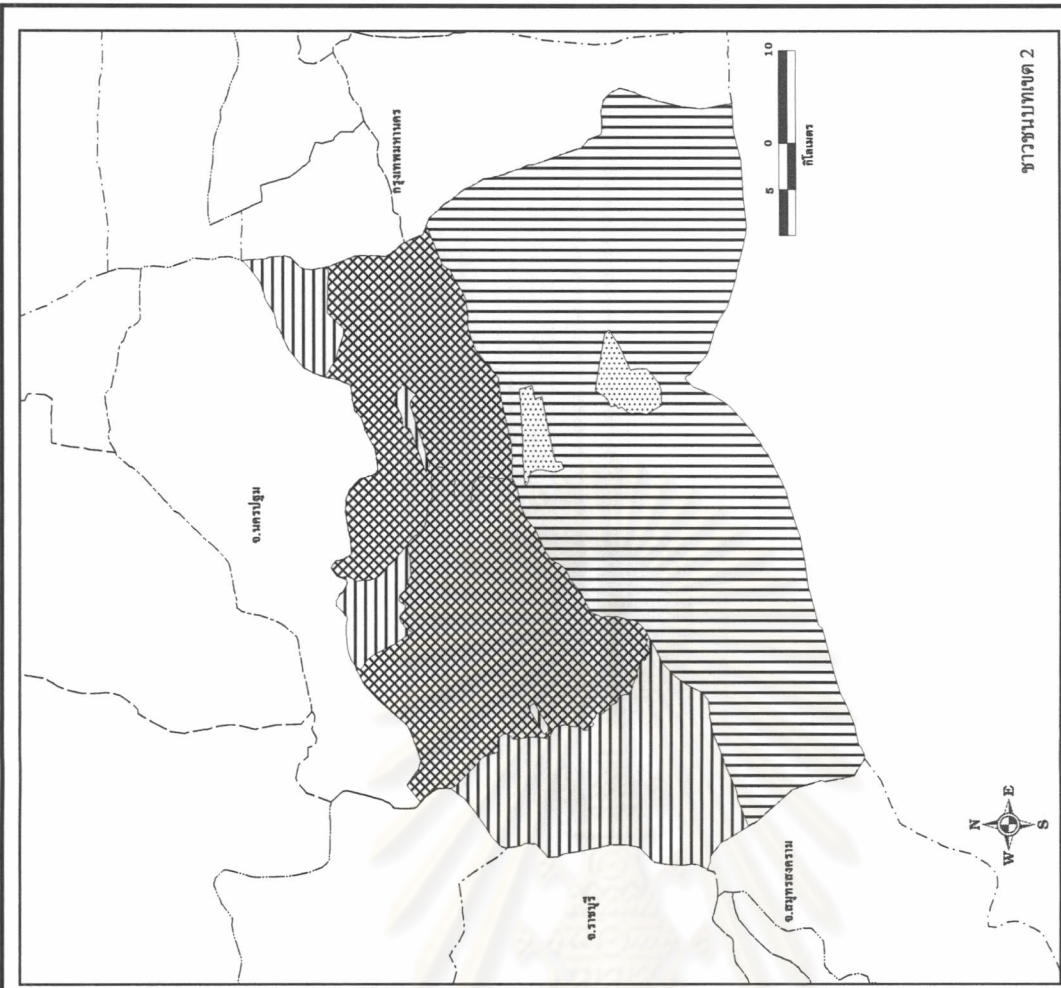 กรุงเทพมหานคร
จ.นครปฐม
จ.ราชบุรี
จ.สมุทรสงคราม
5 0 10
กิโลเมตร
ชาวชนบทเขต 2
N
W E
S